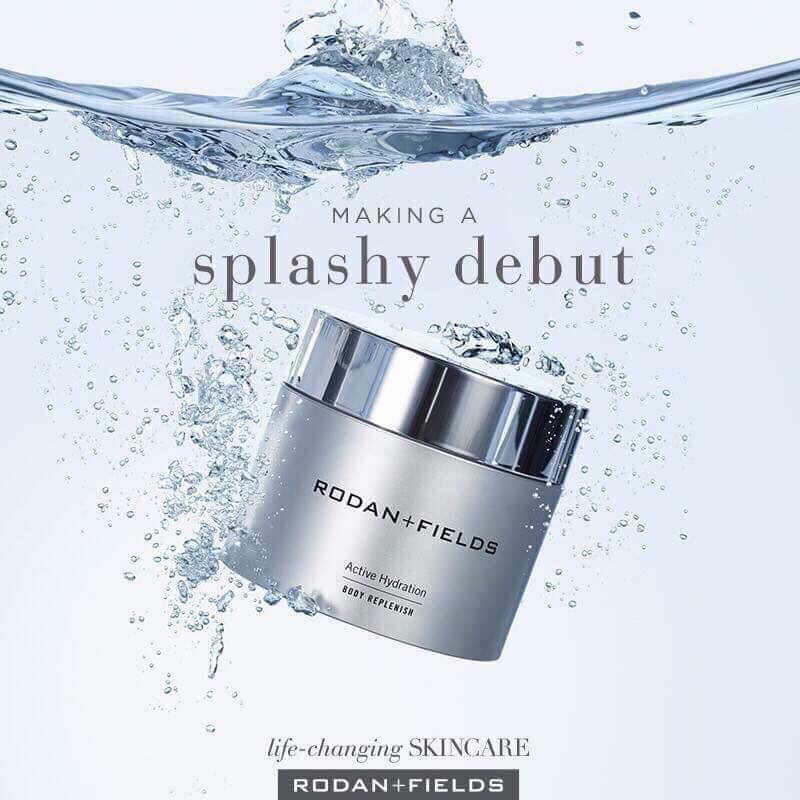 MAKING A
splashy debut
RODAN+FIELDS
Active Hydration
BODY REPLENISH
life-changing SKINCARE
RODAN+FIELDS